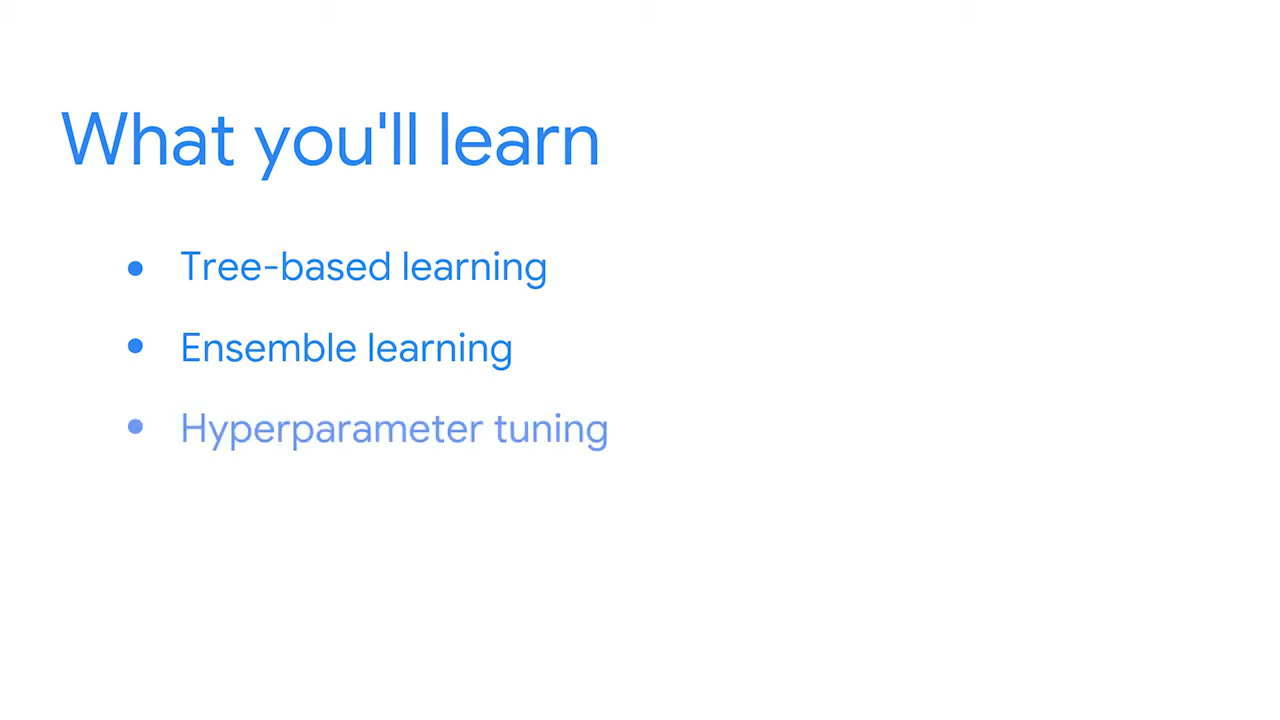 What you'll learn
• Tree-based learning
• Ensemble learning
• Hyperparameter tuning